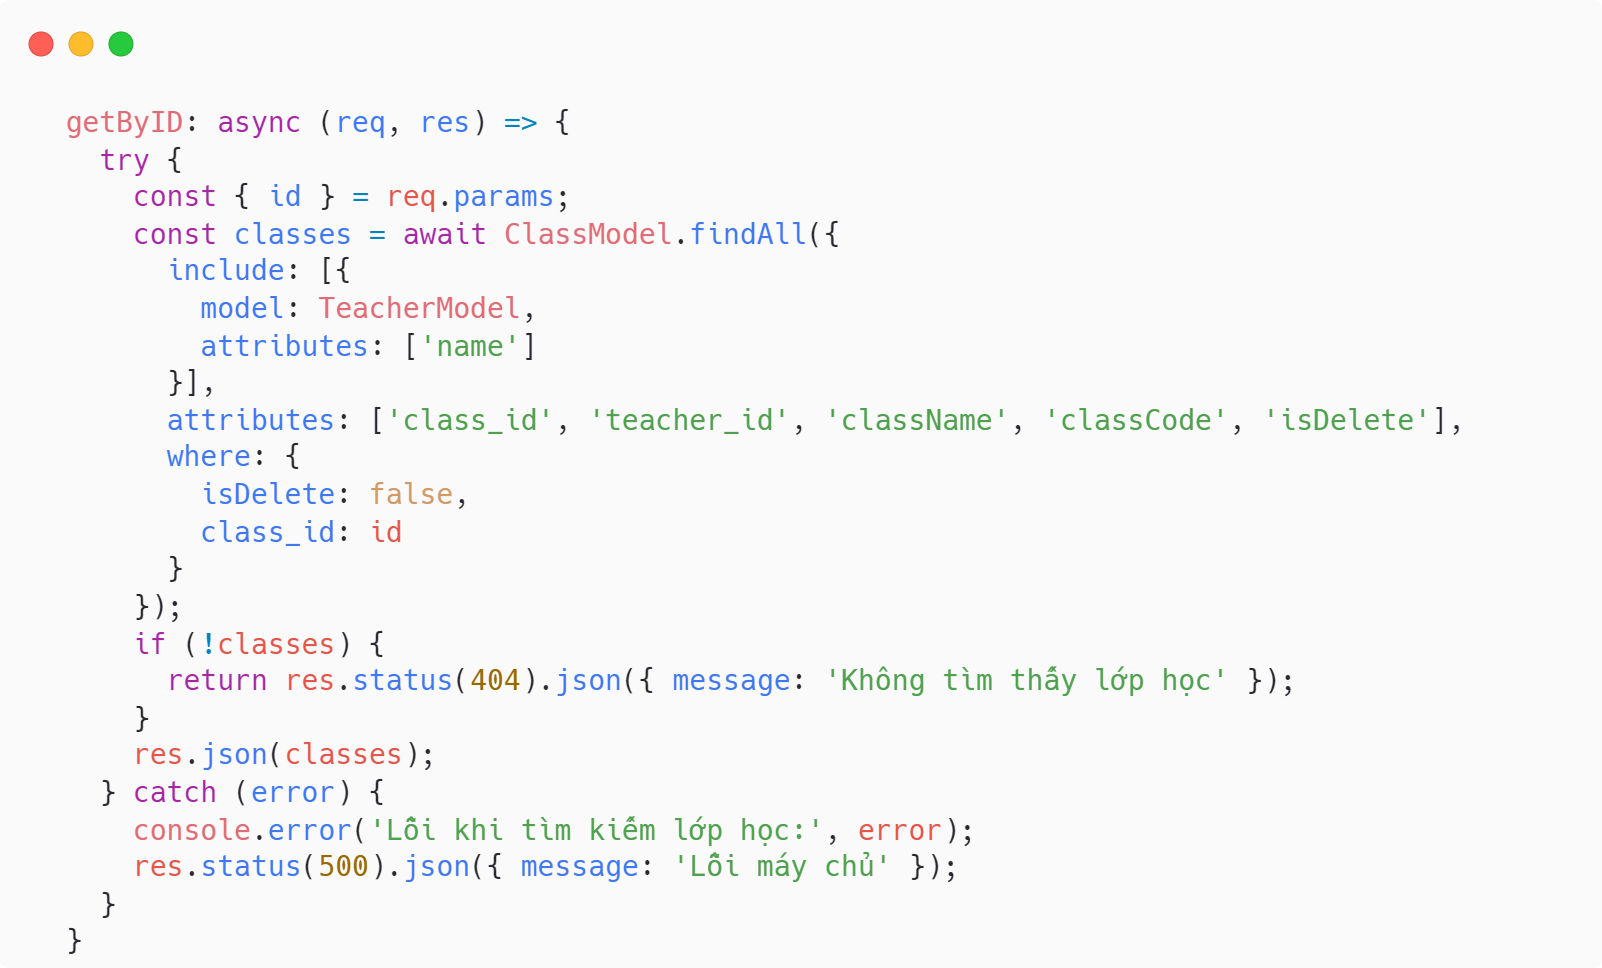 getByID: async (req, res) => {
  try {
    const { id } = req.params;
    const classes = await ClassModel.findAll({
      include: [{
        model: TeacherModel,
        attributes: ['name']
      }],
      attributes: ['class_id', 'teacher_id', 'className', 'classCode', 'isDelete'],
      where: {
        isDelete: false,
        class_id: id
      }
    });
    if (!classes) {
      return res.status(404).json({ message: 'Không tìm thấy lớp học' });
    }
    res.json(classes);
  } catch (error) {
    console.error('Lỗi khi tìm kiếm lớp học:', error);
    res.status(500).json({ message: 'Lỗi máy chủ' });
  }
}